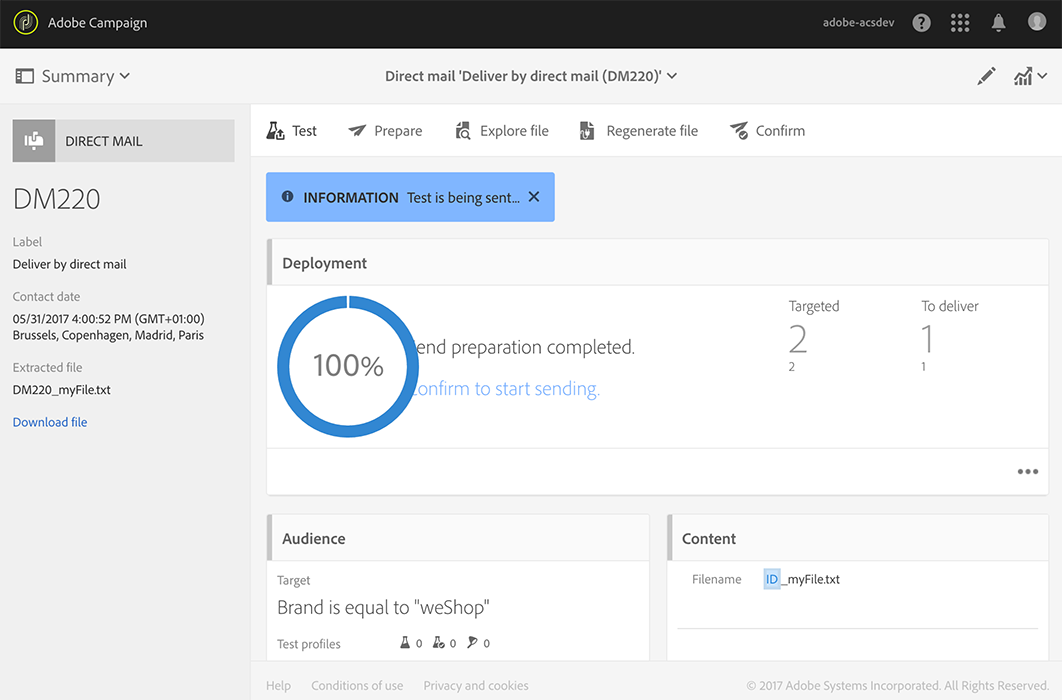 Adobe Campaign
adobe-acsdev
Summary
Direct mail 'Deliver by direct mail (DM220)'
DIRECT MAIL
DM220
Label
Deliver by direct mail
Contact date
05/31/2017 4:00:52 PM (GMT+01:00)
Brussels, Copenhagen, Madrid, Paris
Extracted file
DM220_myFile.txt
Download file
Test Prepare Explore file Regenerate file Confirm
INFORMATION Test is being sent...
Deployment
100%
end preparation completed.
onfirm to start sending.
Targeted To deliver
2 1
2 1
Audience
Target
Brand is equal to "weShop"
Test profiles 0 0 0
Content
Filename ID_myFile.txt
Help Conditions of use Privacy and cookies © 2017 Adobe Systems Incorporated. All Rights Reserved.